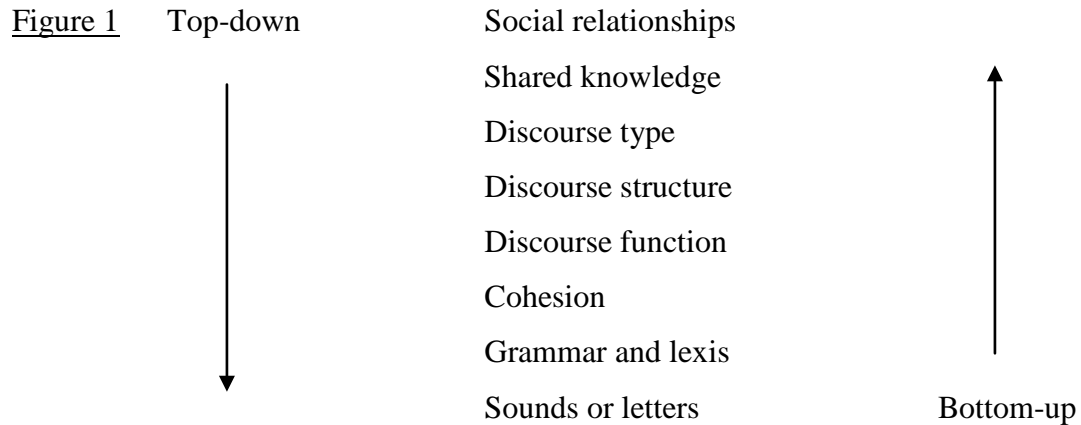 Figure 1 Top-down Social relationships
Shared knowledge
Discourse type
Discourse structure
Discourse function
Cohesion
Grammar and lexis
Sounds or letters Bottom-up